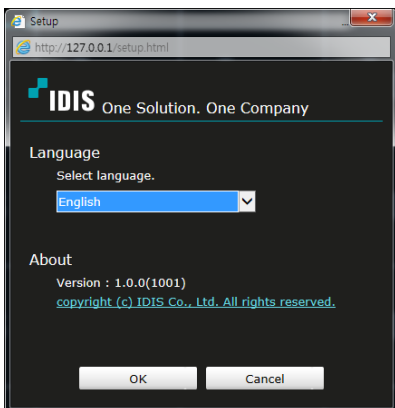 Setup
http://127.0.0.1/setup.html
IDIS One Solution. One Company
Language
Select language.
English
About
Version : 1.0.0(1001)
copyright (c) IDIS Co., Ltd. All rights reserved.
OK Cancel